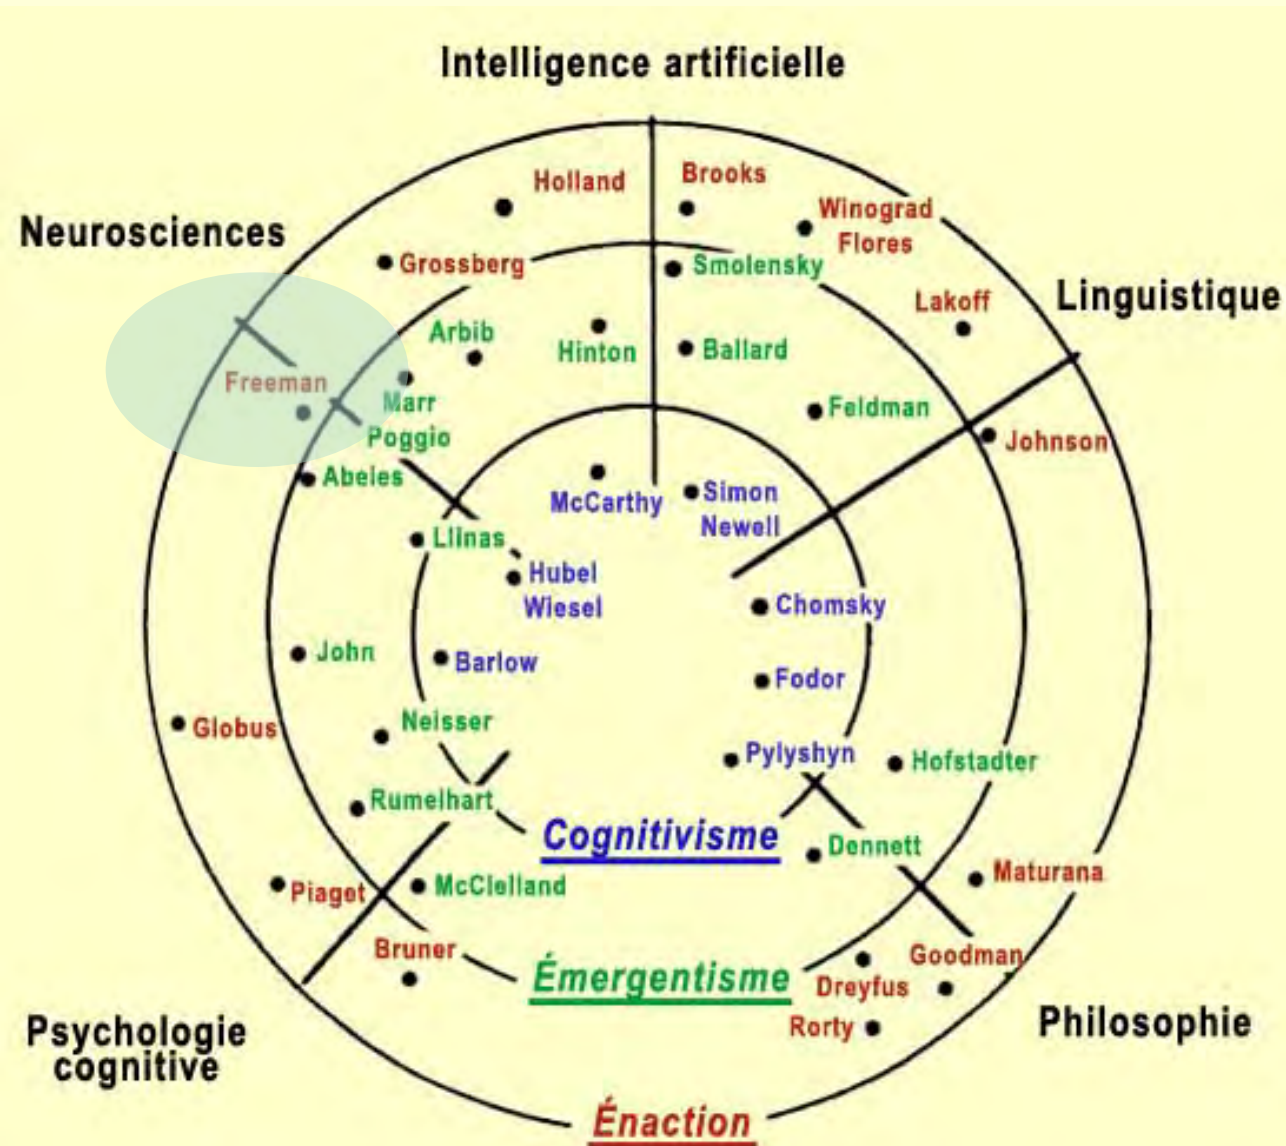 Intelligence artificielle
Holland
Brooks
Winograd
Flores
Neurosciences
Grossberg
Smolensky
Linguistique
Lakoff
Arbib
Hinton
Ballard
Freeman
Marr
Poggio
Feldman
Johnson
Abeles
McCarthy
Simon
Newell
Llinas
Hubel
Wiesel
Chomsky
John
Barlow
Fodor
Globus
Neisser
Pylyshyn
Hofstadter
Rumelhart
Cognitivisme
Dennett
Maturana
Piaget
McClelland
Bruner
Émergentisme
Goodman
Dreyfus
Rorty
Psychologie
cognitive
Philosophie
Énaction